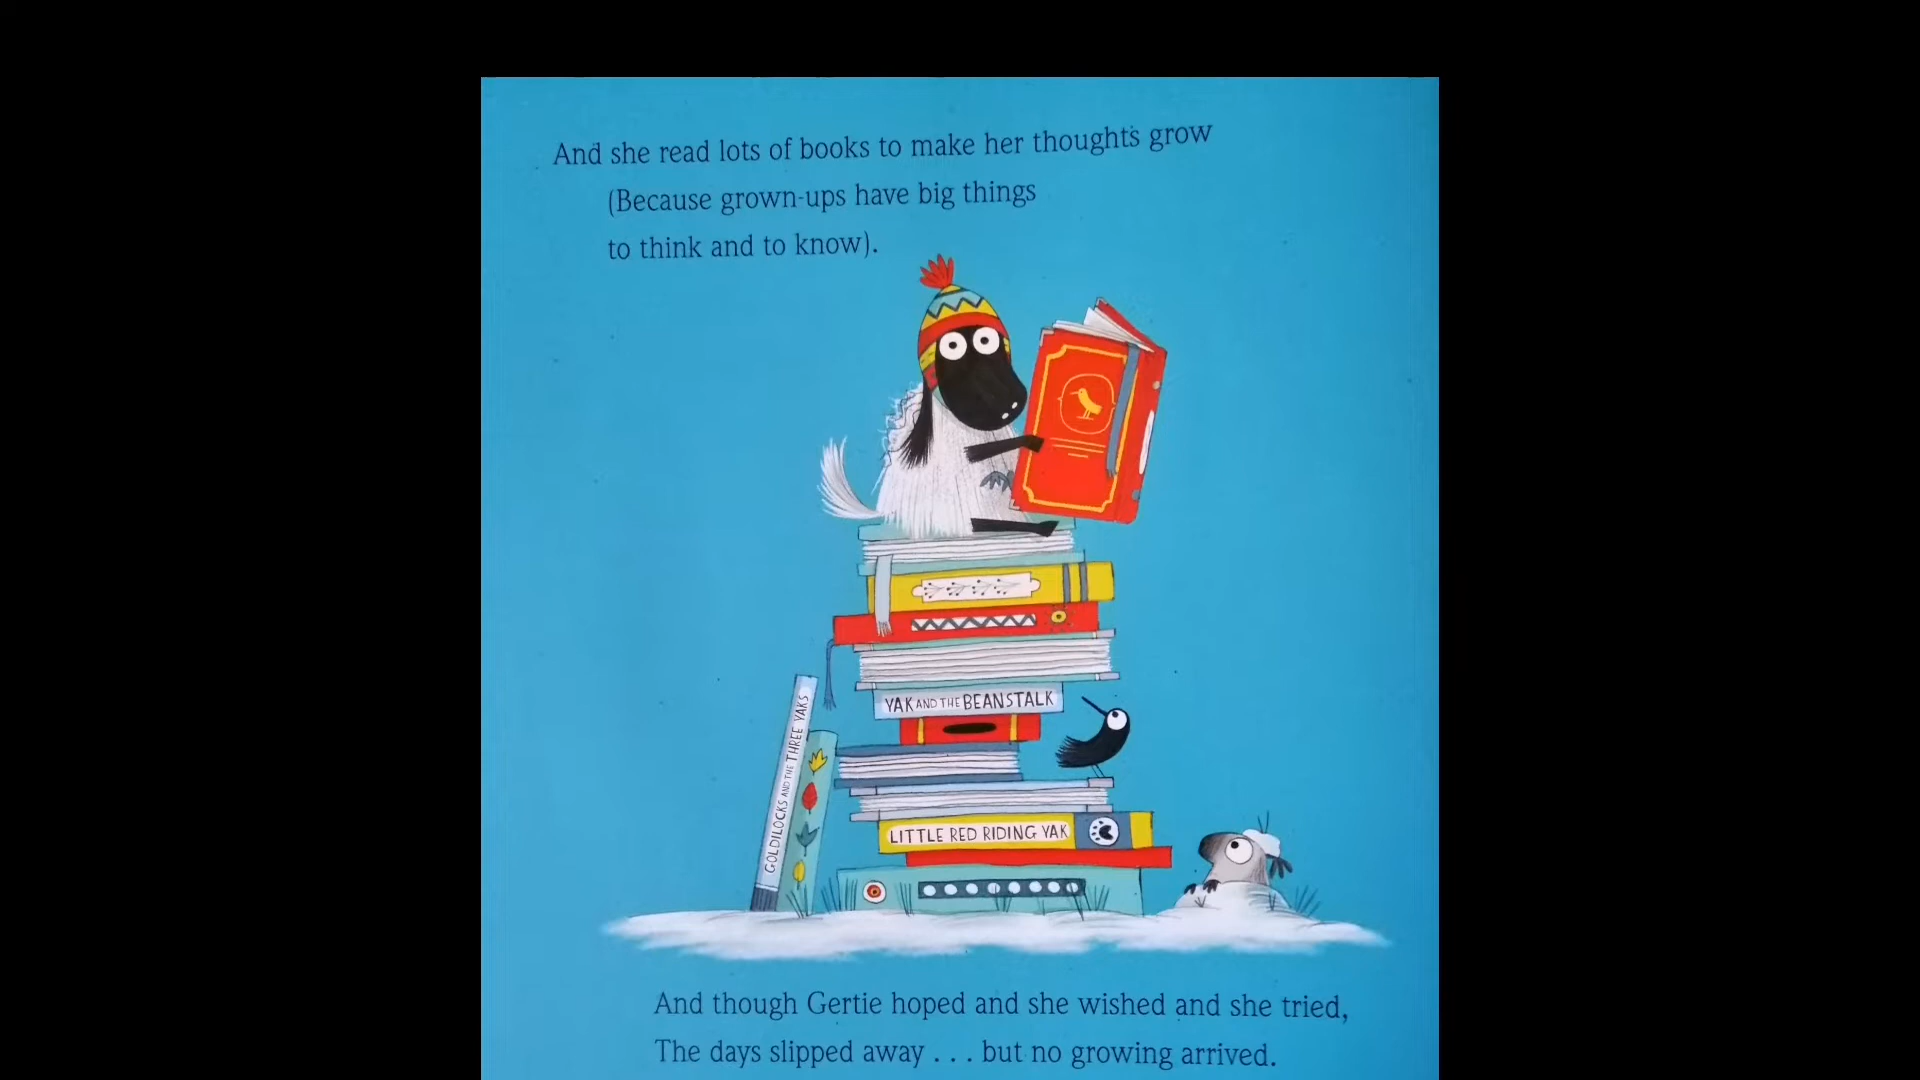 And she read lots of books to make her thoughts grow
(Because grown-ups have big things
to think and to know).
YAK AND THE BEANSTALK
GOLDILOCKS AND THE THREE YAKS
LITTLE RED RIDING YAK
And though Gertie hoped and she wished and she tried,
The days slipped away . . . but no growing arrived.